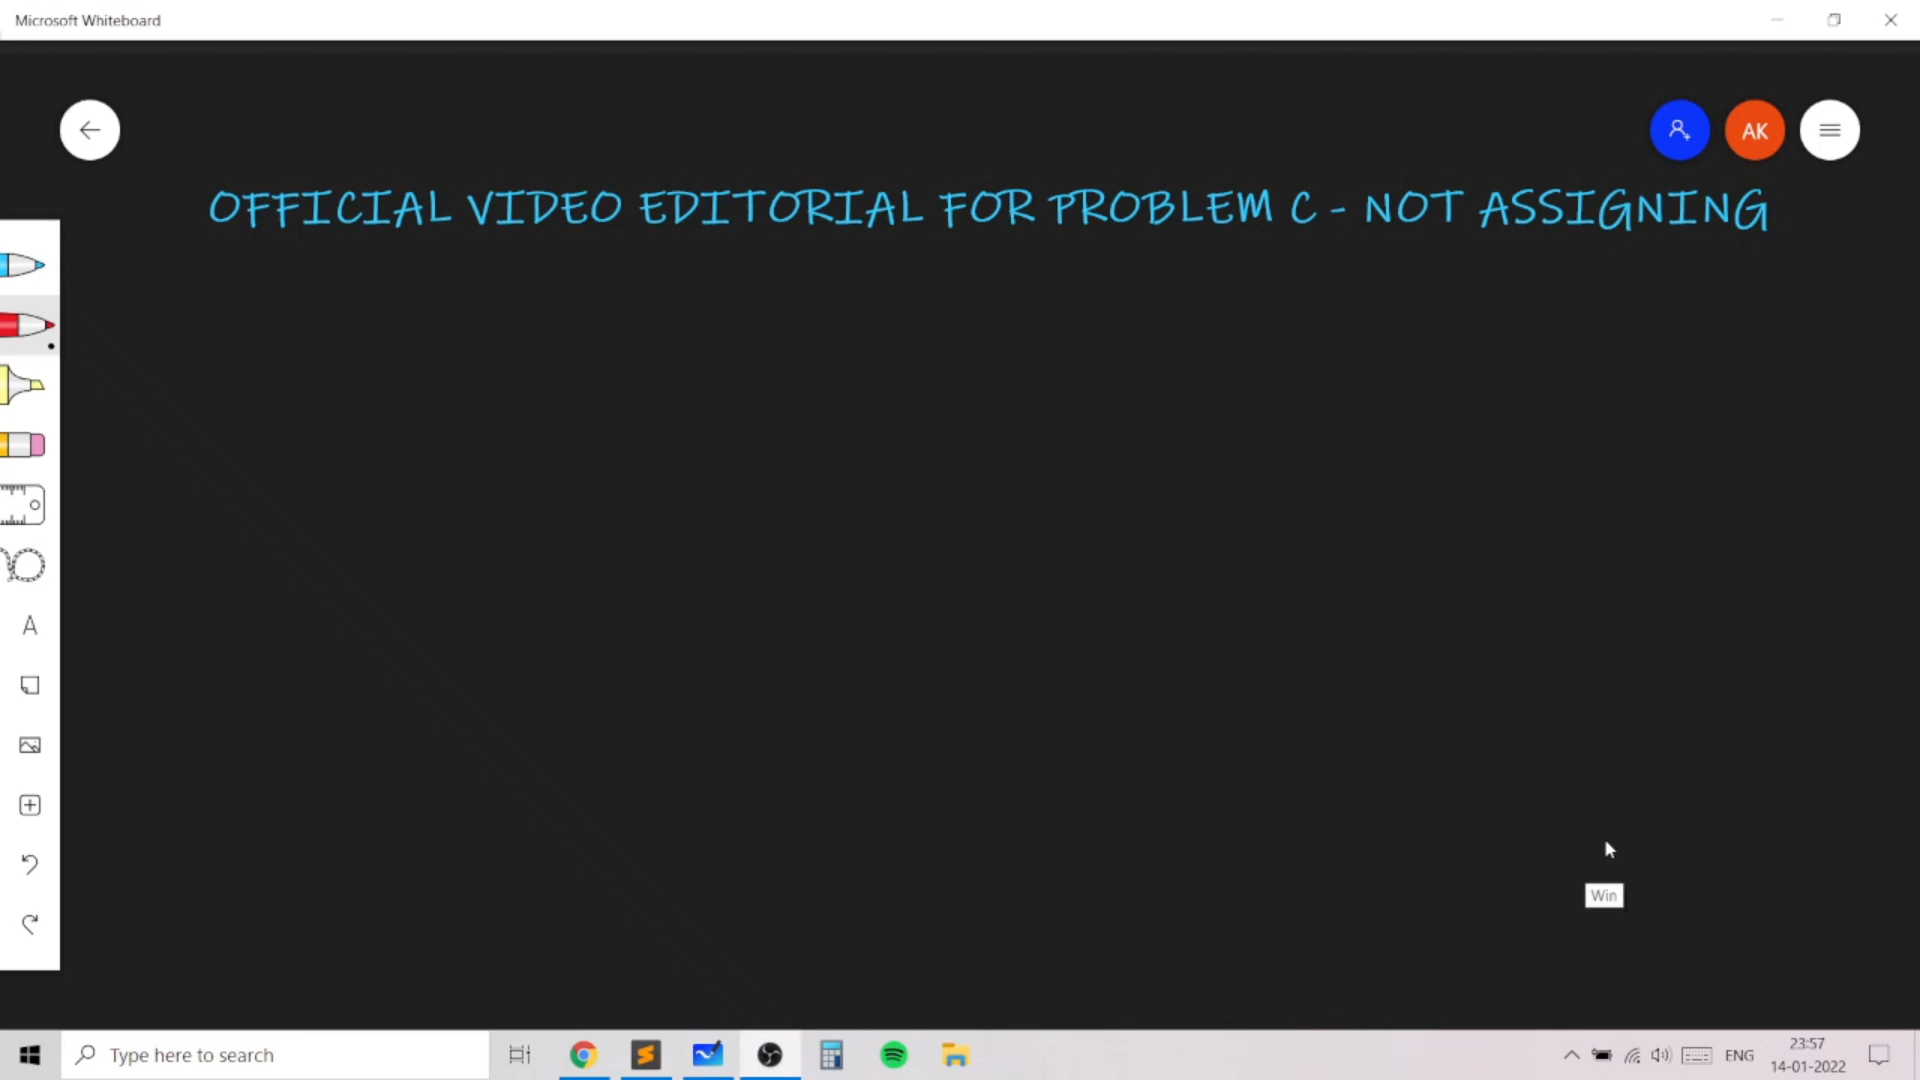 Microsoft Whiteboard
AK
OFFICIAL VIDEO EDITORIAL FOR PROBLEM C - NOT ASSIGNING
A
Win
Type here to search
ENG
23:57
14-01-2022